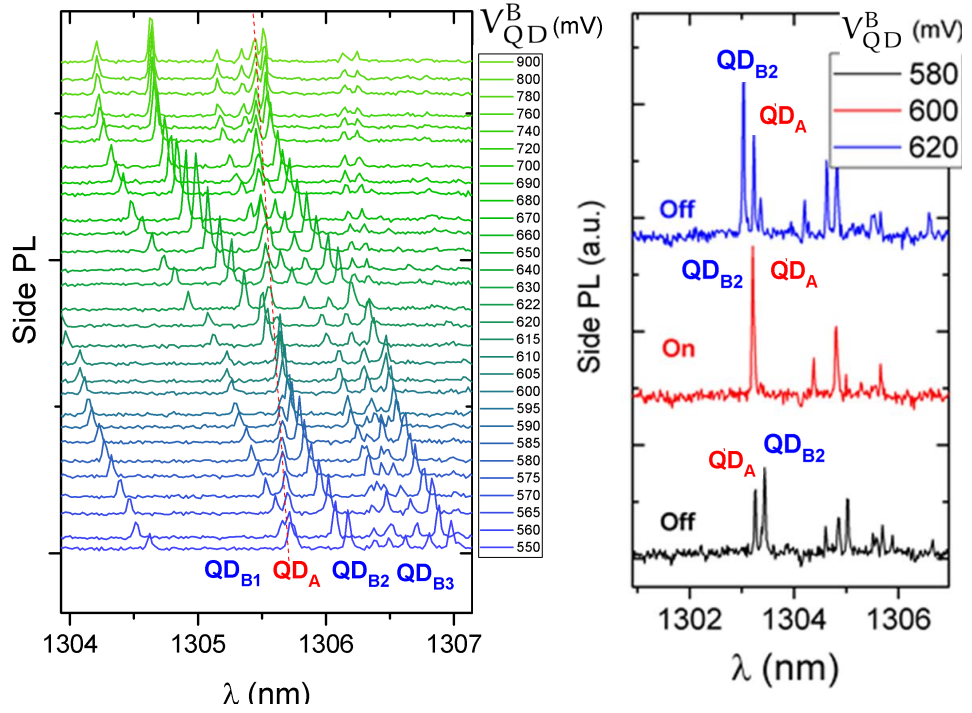 V_QD^B (mV)
900
800
780
760
740
720
700
690
680
670
660
650
640
630
622
620
615
610
605
600
595
590
585
580
575
570
565
560
550
Side PL
QD_B1
QD_A
QD_B2
QD_B3
1304
1305
1306
1307
λ (nm)
V_QD^B (mV)
580
600
620
QD_B2
QD_A
Off
QD_B2
QD_A
On
QD_A
QD_B2
Off
Side PL (a.u.)
1302
1304
1306
λ (nm)